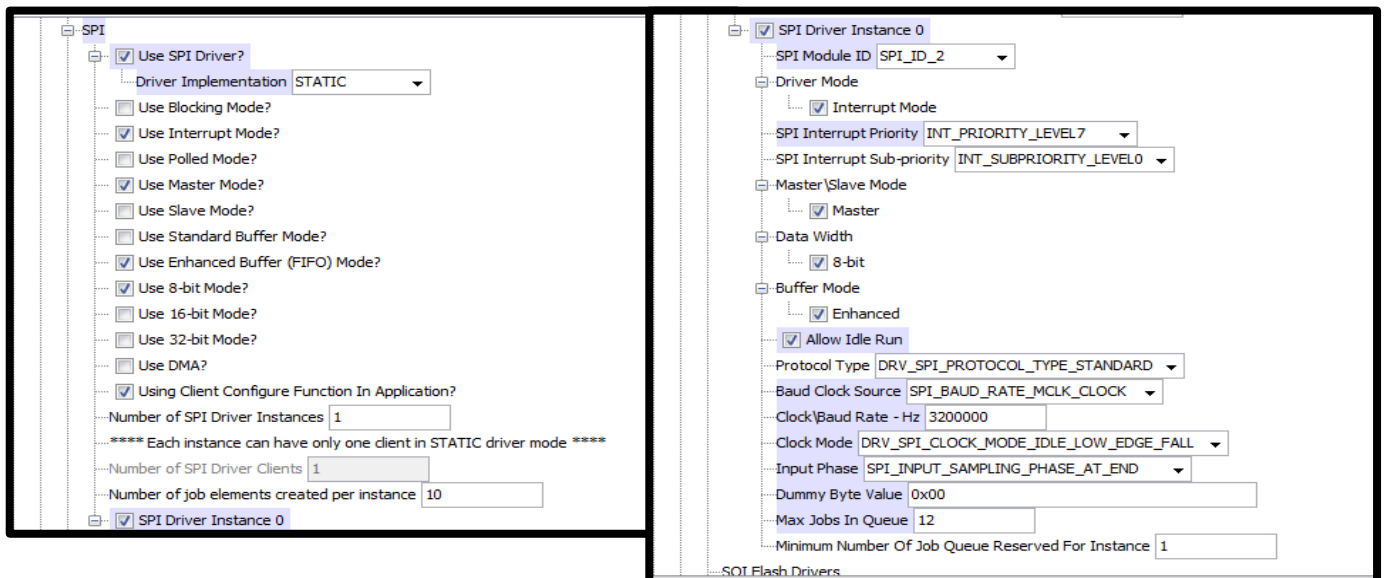 SPI
Use SPI Driver?
Driver Implementation STATIC
Use Blocking Mode?
Use Interrupt Mode?
Use Polled Mode?
Use Master Mode?
Use Slave Mode?
Use Standard Buffer Mode?
Use Enhanced Buffer (FIFO) Mode?
Use 8-bit Mode?
Use 16-bit Mode?
Use 32-bit Mode?
Use DMA?
Using Client Configure Function In Application?
Number of SPI Driver Instances 1
**** Each instance can have only one client in STATIC driver mode ****
Number of SPI Driver Clients 1
Number of job elements created per instance 10
SPI Driver Instance 0
SPI Driver Instance 0
SPI Module ID SPI_ID_2
Driver Mode
Interrupt Mode
SPI Interrupt Priority INT_PRIORITY_LEVEL7
SPI Interrupt Sub-priority INT_SUBPRIORITY_LEVEL0
Master\Slave Mode
Master
Data Width
8-bit
Buffer Mode
Enhanced
Allow Idle Run
Protocol Type DRV_SPI_PROTOCOL_TYPE_STANDARD
Baud Clock Source SPI_BAUD_RATE_MCLK_CLOCK
Clock\Baud Rate - Hz 3200000
Clock Mode DRV_SPI_CLOCK_MODE_IDLE_LOW_EDGE_FALL
Input Phase SPI_INPUT_SAMPLING_PHASE_AT_END
Dummy Byte Value 0x00
Max Jobs In Queue 12
Minimum Number Of Job Queue Reserved For Instance 1
SQI Flash Drivers